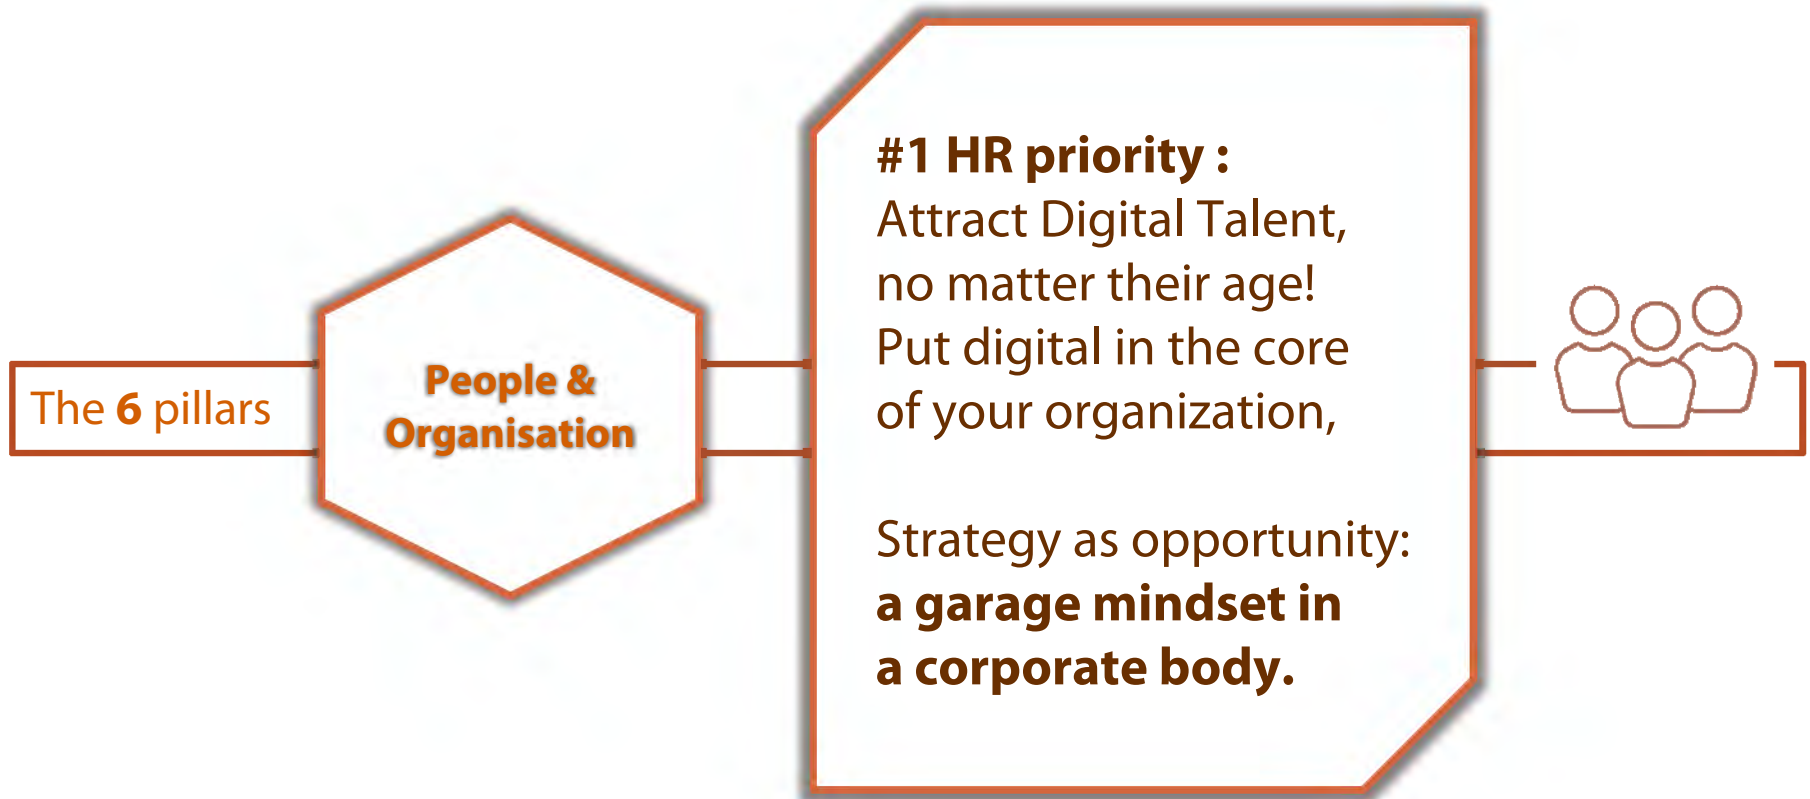 The 6 pillars
People &
Organisation
#1 HR priority :
Attract Digital Talent,
no matter their age!
Put digital in the core
of your organization,
Strategy as opportunity:
a garage mindset in
a corporate body.